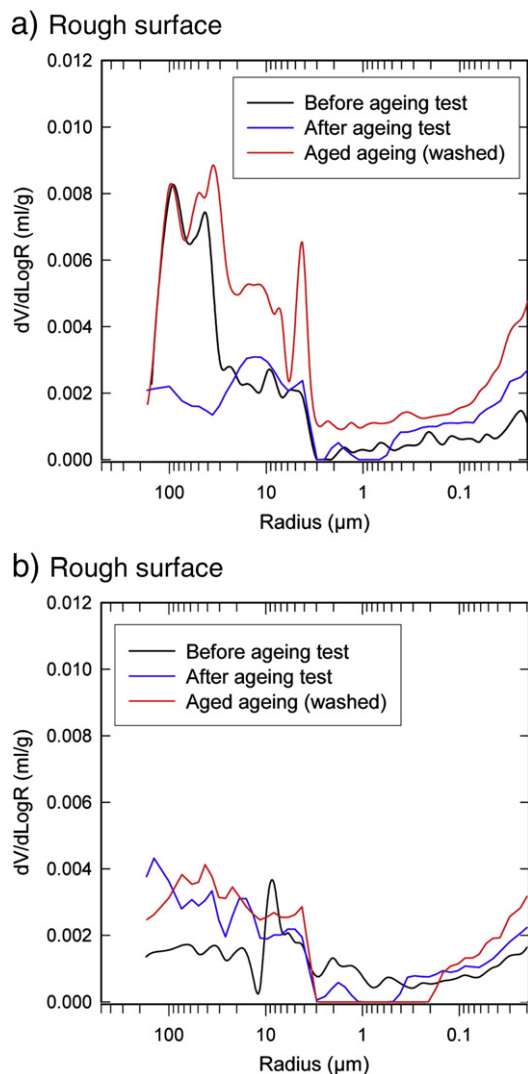 a) Rough surface
0.012
0.010
0.008
0.006
0.004
0.002
0.000
dV/dLogR (ml/g)
Before ageing test
After ageing test
Aged ageing (washed)
100 10 1 0.1
Radius (µm)
b) Rough surface
0.012
0.010
0.008
0.006
0.004
0.002
0.000
dV/dLogR (ml/g)
Before ageing test
After ageing test
Aged ageing (washed)
100 10 1 0.1
Radius (µm)